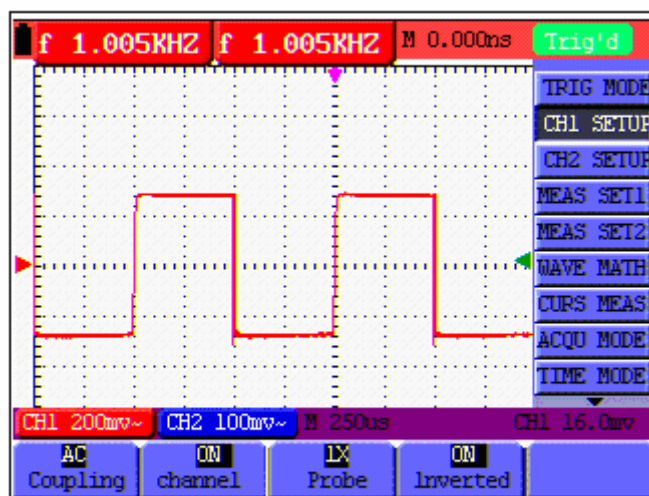 f 1.005KHZ f 1.005KHZ M 0.000ns Trig'd
TRIG MODE
CH1 SETUP
CH2 SETUP
MEAS SET1
MEAS SET2
WAVE MATH
CURS MEAS
ACQU MODE
TIME MODE
CH1 200mv~ CH2 100mv~ M 250us CH1 16.0mv
AC ON 1X ON
Coupling channel Probe Inverted